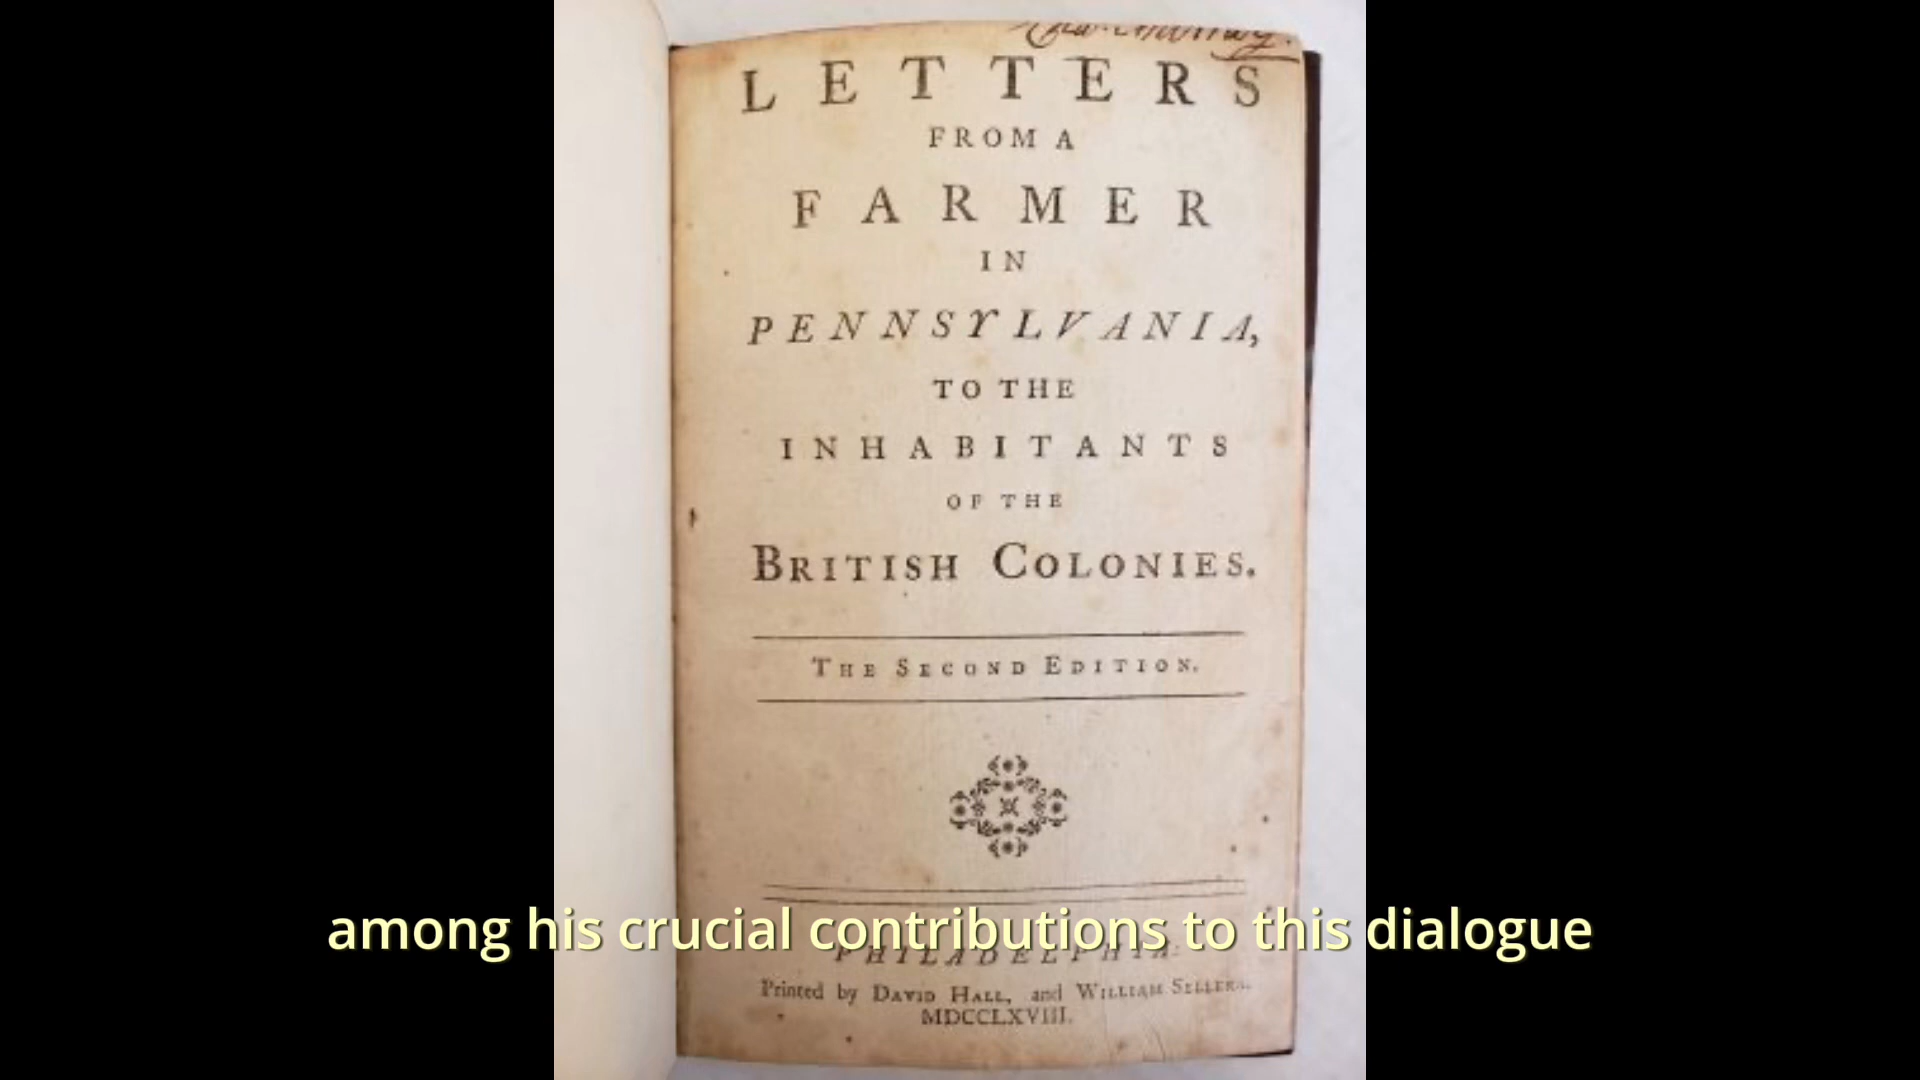 LETTERS
FROM A
FARMER
IN
PENNSYLVANIA,
TO THE
INHABITANTS
OF THE
BRITISH COLONIES.
THE SECOND EDITION.
among his crucial contributions to this dialogue
PHILADELPHIA:
Printed by DAVID HALL, and WILLIAM SELLERS.
MDCCLXVIII.